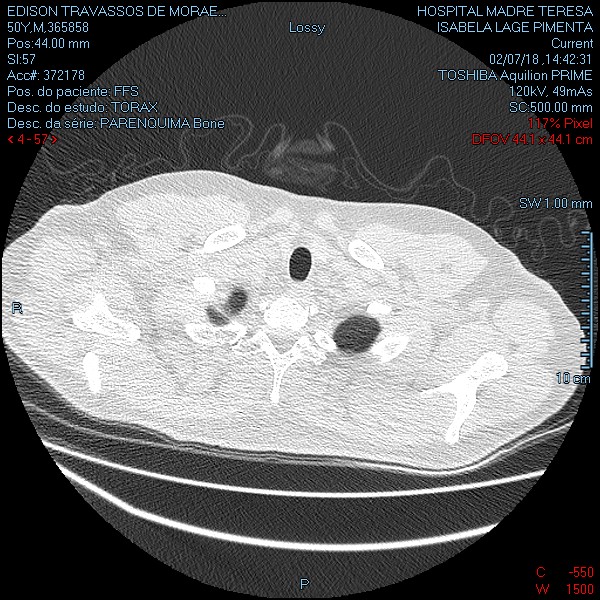 EDISON TRAVASSOS DE MORAE...
50Y,M,365858
Pos:44.00 mm
SI:57
Acc#: 372178
Pos. do paciente: FFS
Desc. do estudo: TORAX
Desc. da série: PARENQUIMA Bone
< 4 - 57 >
Lossy
HOSPITAL MADRE TERESA
ISABELA LAGE PIMENTA
Current
02/07/18 ,14:42:31
TOSHIBA Aquilion PRIME
120kV, 49mAs
SC:500.00 mm
117% Pixel
DFOV 44.1 x 44.1 cm
SW 1.00 mm
R
10 cm
P
C -550
W 1500